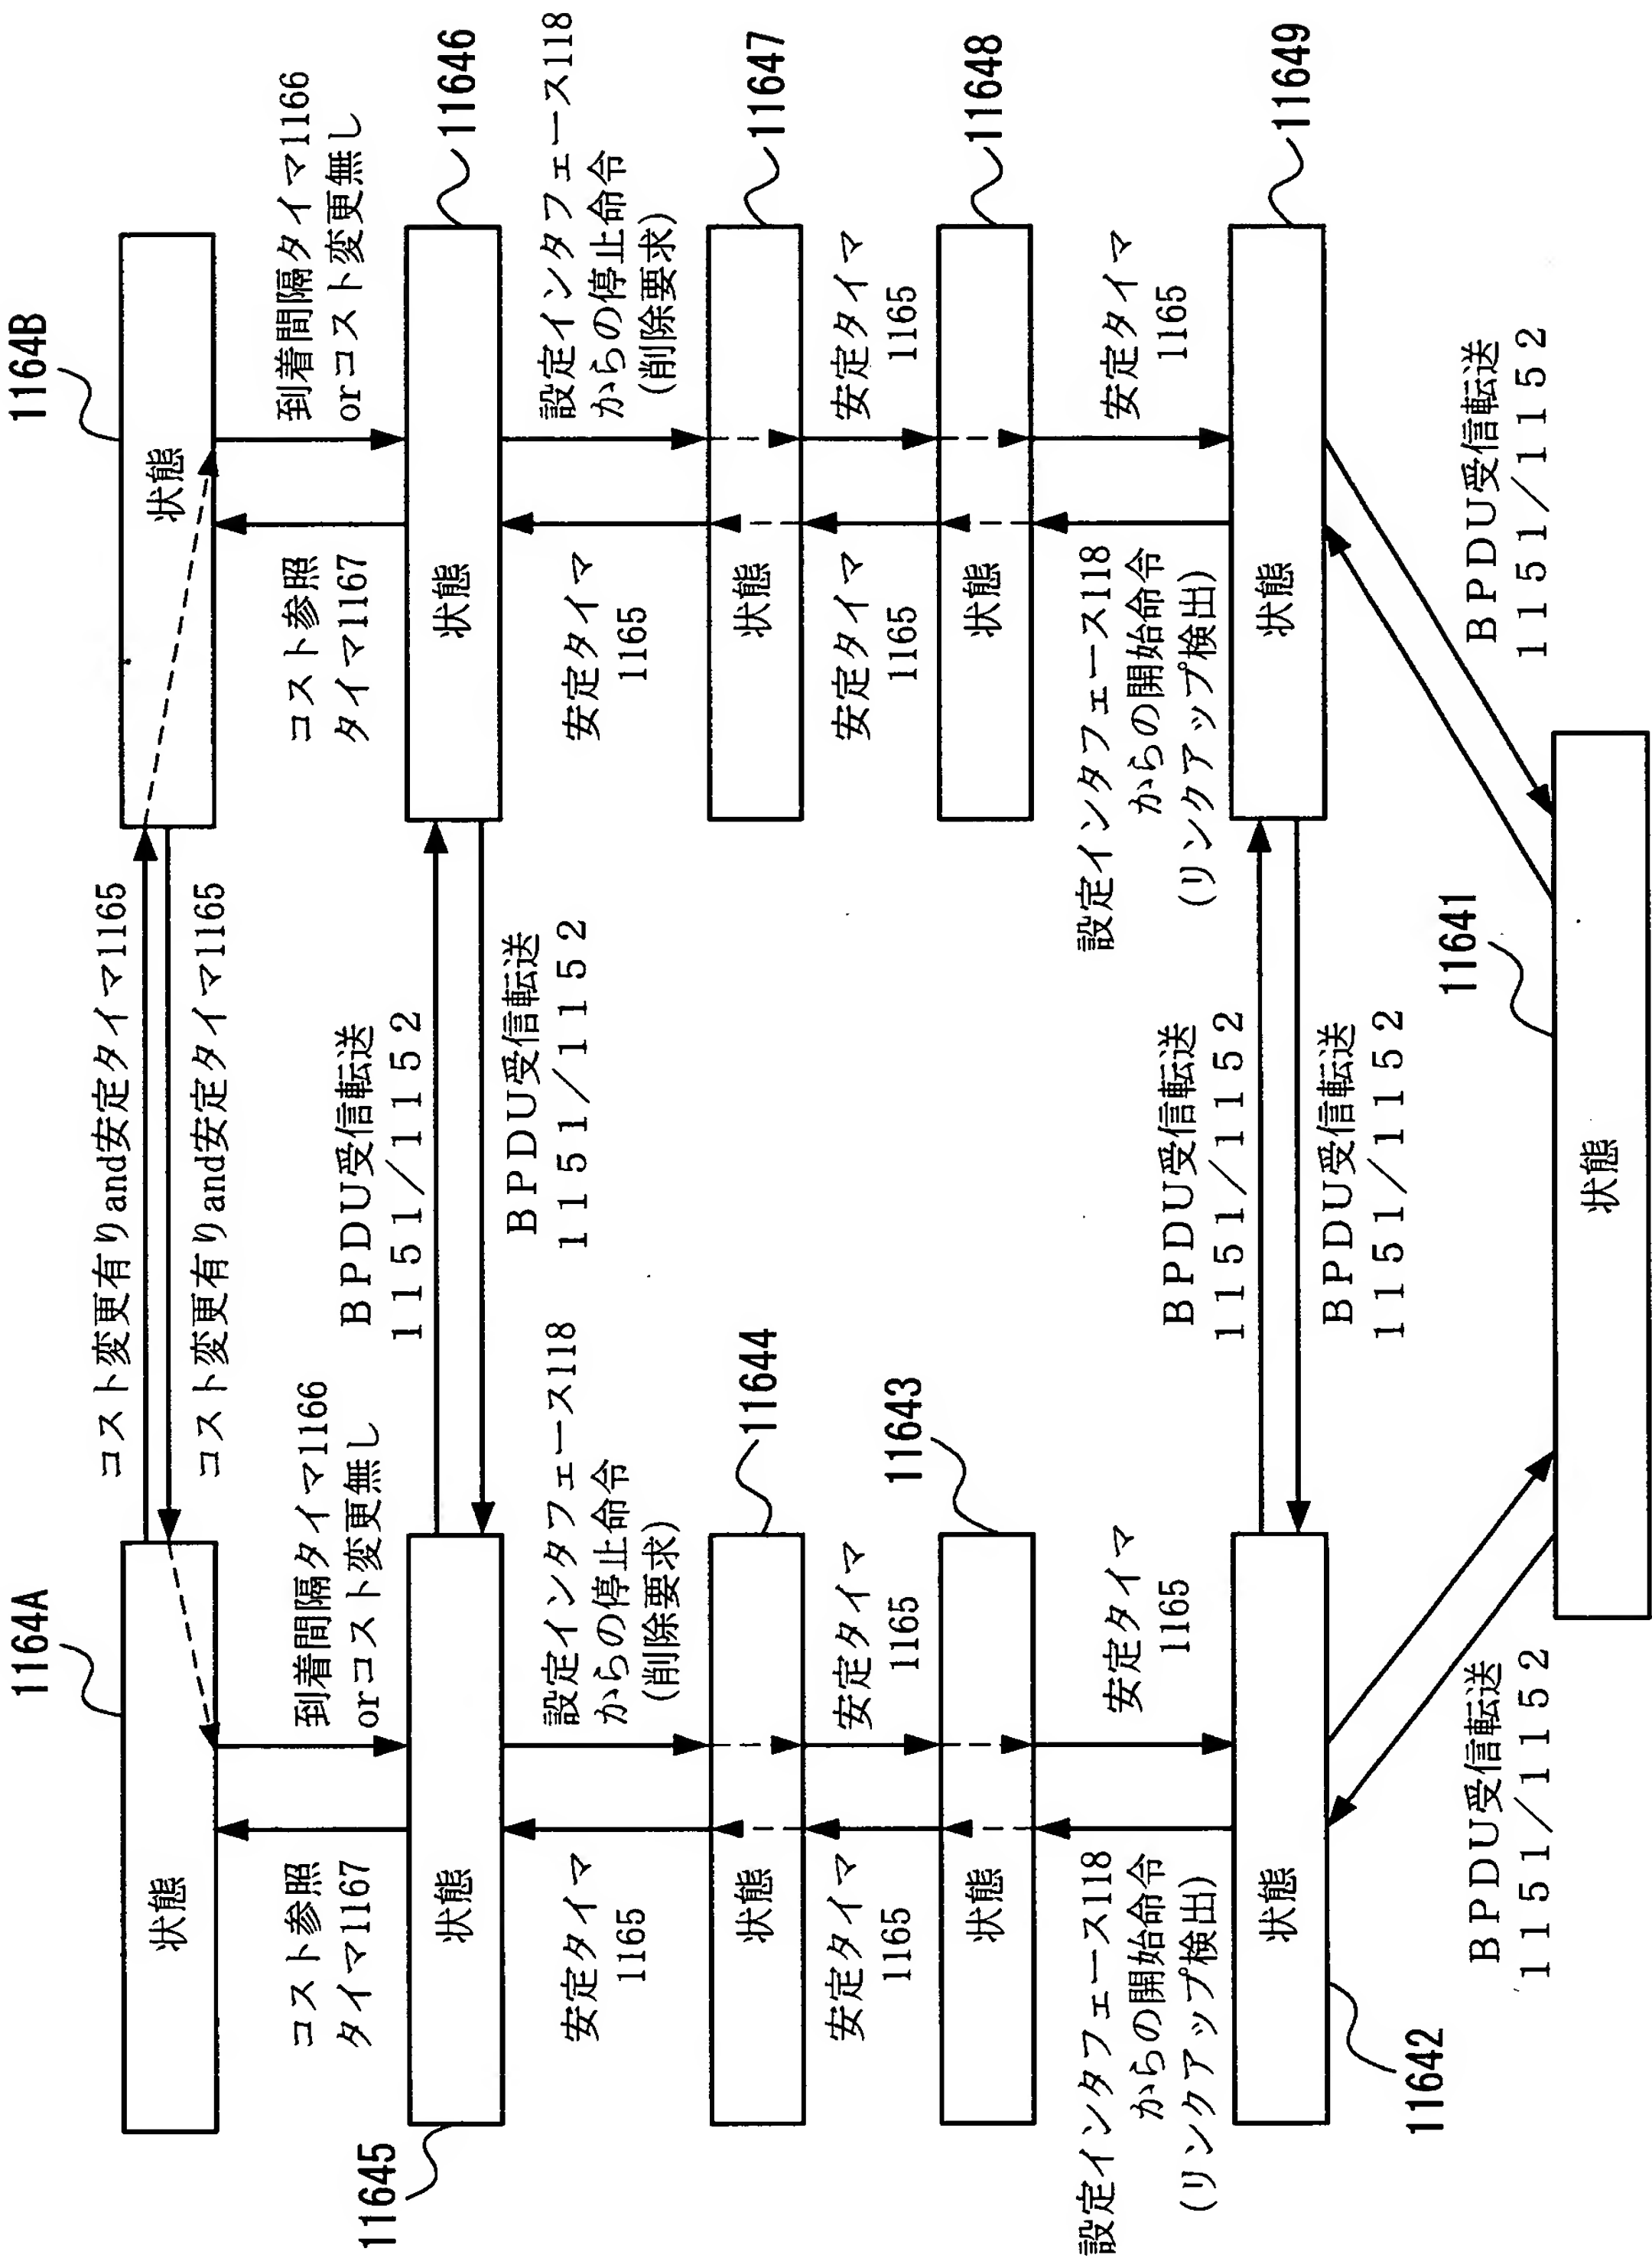 1164A
1164B
状態
状態
コスト変更有りand安定タイマ1165
コスト変更有りand安定タイマ1165
コスト参照
タイマ1167
到着間隔タイマ1166
orコスト変更無し
コスト参照
タイマ1167
到着間隔タイマ1166
orコスト変更無し
11645
状態
BPDU受信転送
1151/1152
BPDU受信転送
1151/1152
状態
11646
安定タイマ
1165
設定インタフェース118
からの停止命令
(削除要求)
安定タイマ
1165
設定インタフェース118
からの停止命令
(削除要求)
状態
11644
状態
11647
安定タイマ
1165
安定タイマ
1165
安定タイマ
1165
安定タイマ
1165
11643
11648
設定インタフェース118
からの開始命令
(リンクアップ検出)
安定タイマ
1165
設定インタフェース118
からの開始命令
(リンクアップ検出)
安定タイマ
1165
BPDU受信転送
1151/1152
BPDU受信転送
1151/1152
状態
11642
状態
11649
BPDU受信転送
1151/1152
11641
BPDU受信転送
1151/1152
状態